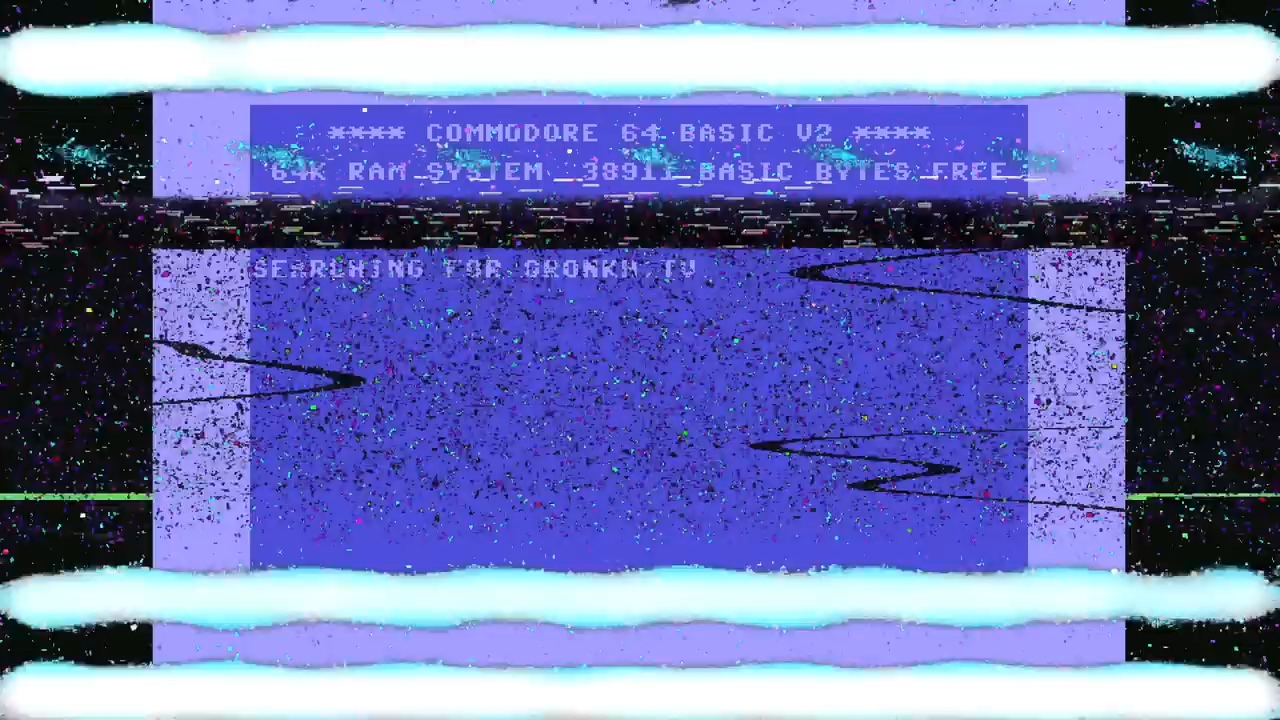 **** COMMODORE 64 BASIC V2 ****
64K RAM SYSTEM 38911 BASIC BYTES FREE
SEARCHING FOR GRONKH.TV